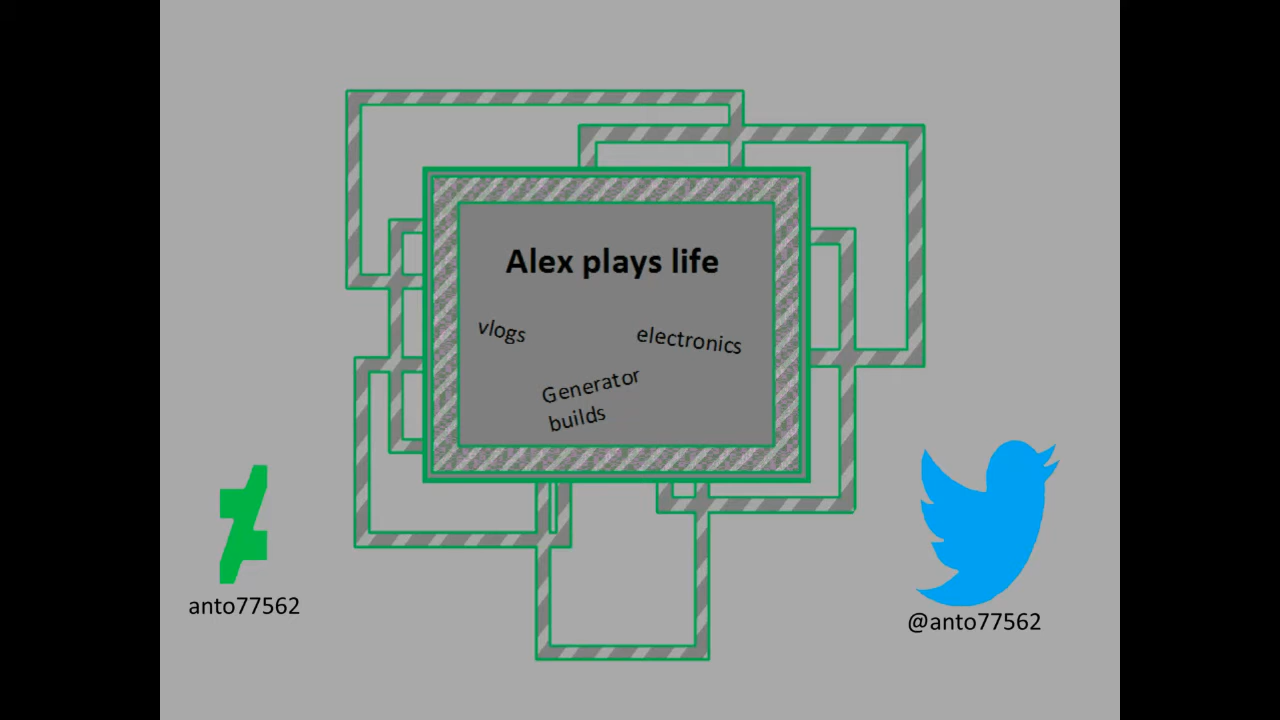 Alex plays life
vlogs
electronics
Generator
builds
anto77562
@anto77562